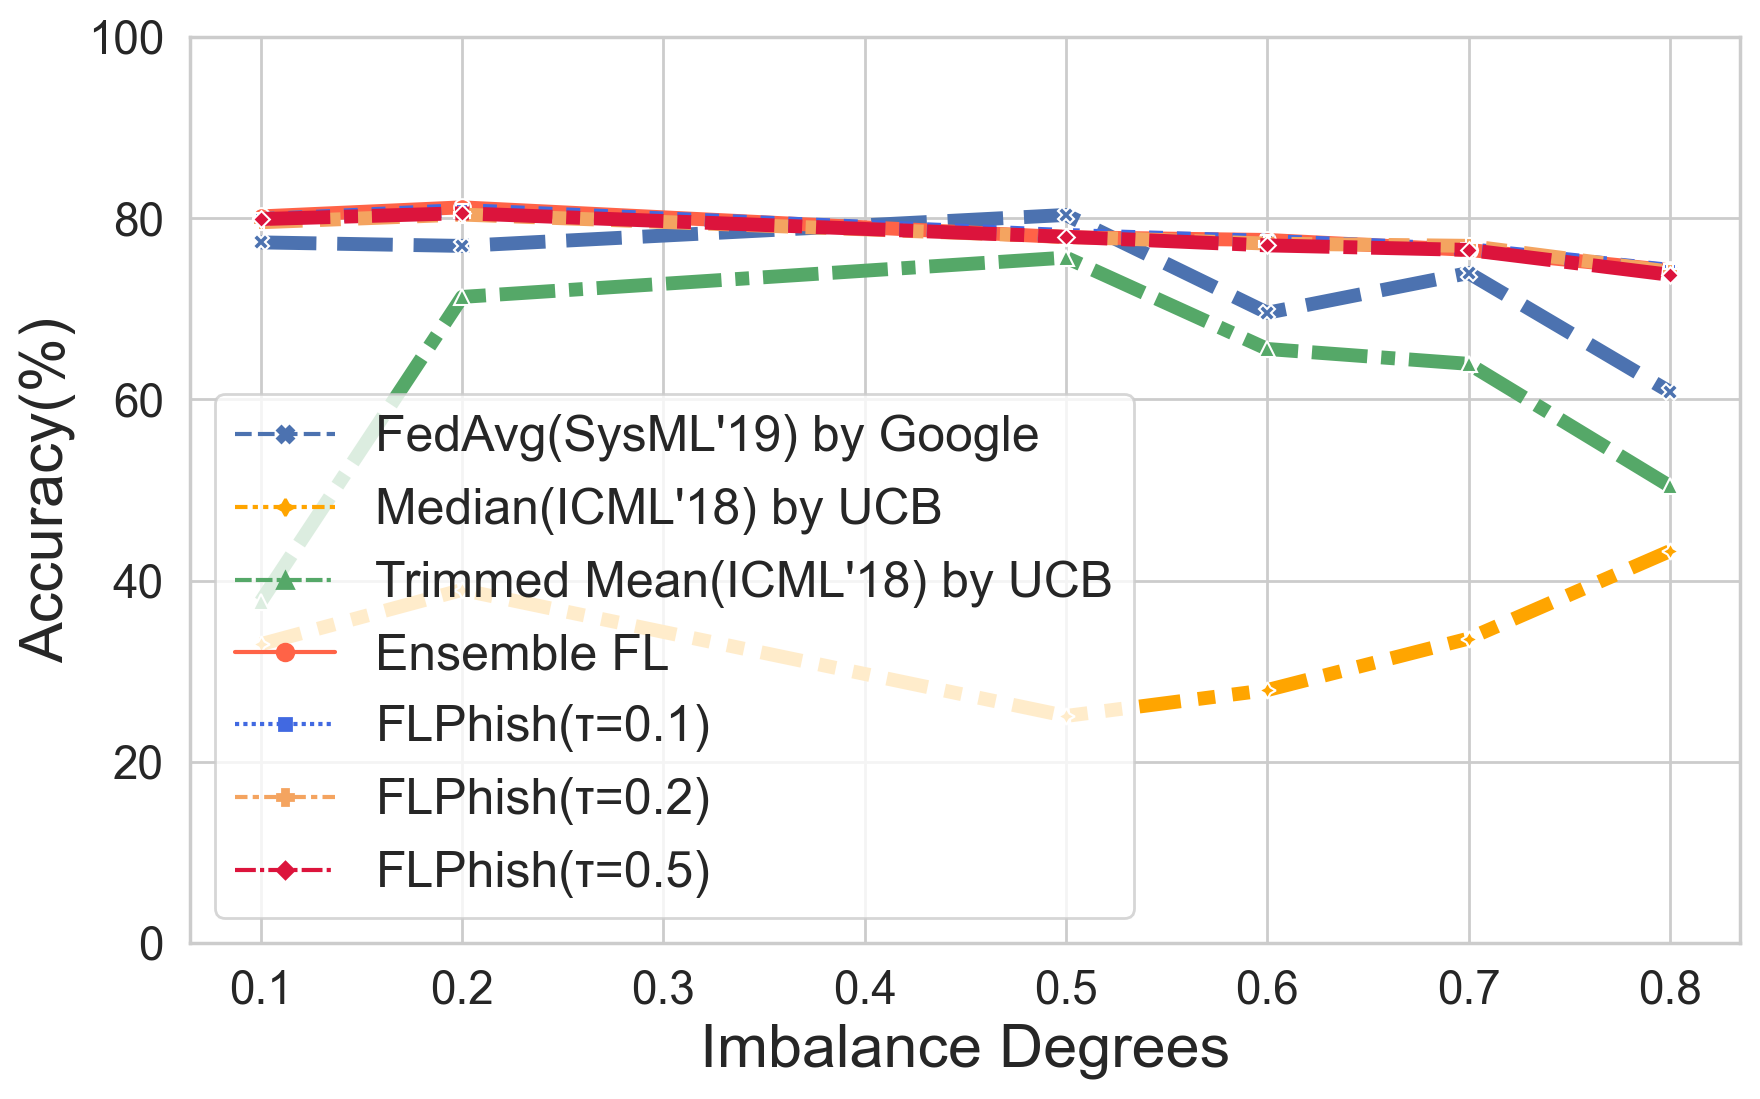 100
80
60
40
20
0
Accuracy(%)
FedAvg(SysML'19) by Google
Median(ICML'18) by UCB
Trimmed Mean(ICML'18) by UCB
Ensemble FL
FLPhish(τ=0.1)
FLPhish(τ=0.2)
FLPhish(τ=0.5)
0.1 0.2 0.3 0.4 0.5 0.6 0.7 0.8
Imbalance Degrees